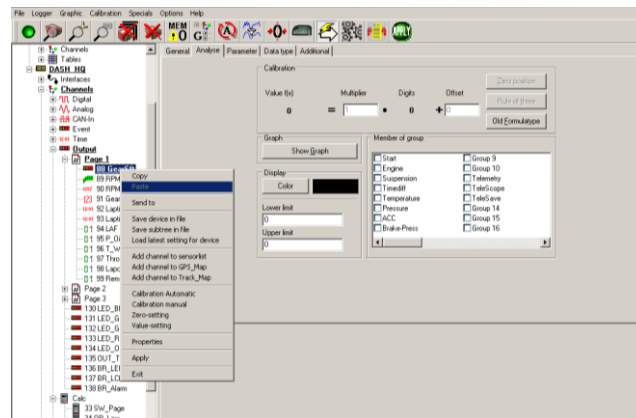 File Logger Graphic Calibration Specials Options Help
MEM
General Analyse Parameter Data type Additional
Channels
Tables
DASH_HQ
Interfaces
Channels
Digital
Analog
CAN-In
Event
Time
Output
Page 1
89 RPM
90 RPM
91 Gear
92 Lapti
93 Lapti
94 LAF
95 P_Oi
96 T_W
97 Thro
98 Lapc
99 Rem
Page 2
Page 3
130 LED_Bl
131 LED_G
132 LED_G
133 LED_R
134 LED_O
135 OUT_T
136 BR_LE
137 BR_LC
138 BR_Alarm
Calc
33 SW_Page
Copy
Paste
Send to
Save device in file
Save subtree in file
Load latest setting for device
Add channel to sensorlist
Add channel to GPS_Map
Add channel to Track_Map
Calibration Automatic
Calibration manual
Zero-setting
Value-setting
Properties
Apply
Exit
Calibration
Value f(x) Multiplier Digits Offset
0 = 1 • 0 + 0
Zero position
Rule of three
Old Formulatype
Graph
Show Graph
Display
Color
Lower limit
0
Upper limit
0
Member of group
Start Group 9
Engine Group 10
Suspension Telemetry
Timediff TeleScope
Temperature TeleSave
Pressure Group 14
ACC Group 15
Brake-Press Group 16